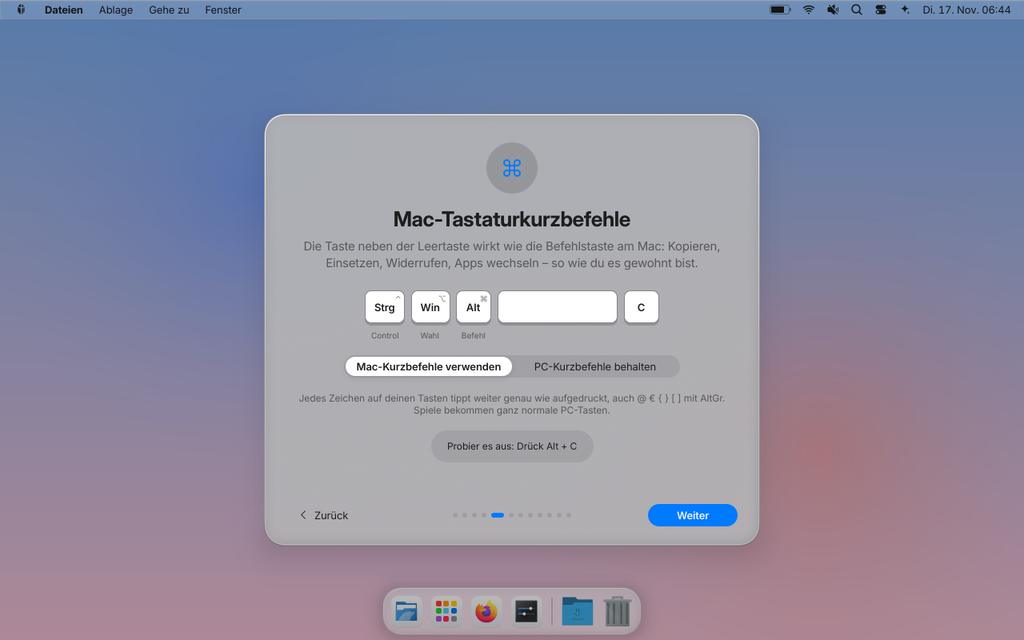 Dateien Ablage Gehe zu Fenster Di. 17. Nov. 06:44
Mac-Tastaturkurzbefehle
Die Taste neben der Leertaste wirkt wie die Befehlstaste am Mac: Kopieren,
Einsetzen, Widerrufen, Apps wechseln – so wie du es gewohnt bist.
Strg ^ Win ⌥ Alt ⌘ C
Control Wahl Befehl
Mac-Kurzbefehle verwenden PC-Kurzbefehle behalten
Jedes Zeichen auf deinen Tasten tippt weiter genau wie aufgedruckt, auch @ € { } [ ] mit AltGr.
Spiele bekommen ganz normale PC-Tasten.
Probier es aus: Drück Alt + C
Zurück Weiter